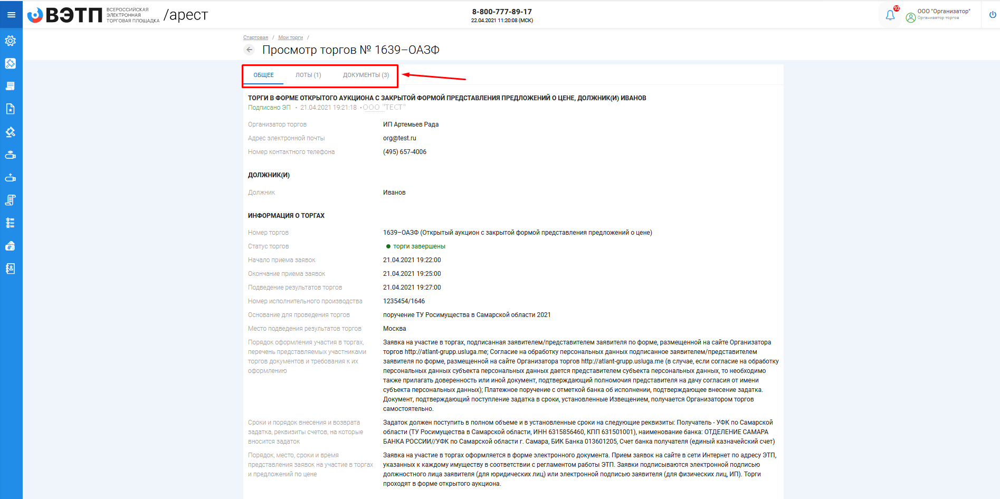 ВЭТП
ВСЕРОССИЙСКАЯ
ЭЛЕКТРОННАЯ
ТОРГОВАЯ ПЛОЩАДКА
/арест
8-800-777-89-17
22.04.2021 11:20:08 (МСК)
93
ООО "Организатор"
Организатор торгов
Стартовая / Мои торги /
Просмотр торгов № 1639–ОАЗФ
ОБЩЕЕ ЛОТЫ (1) ДОКУМЕНТЫ (3)
ТОРГИ В ФОРМЕ ОТКРЫТОГО АУКЦИОНА С ЗАКРЫТОЙ ФОРМОЙ ПРЕДСТАВЛЕНИЯ ПРЕДЛОЖЕНИЙ О ЦЕНЕ, ДОЛЖНИК(И) ИВАНОВ
Подписано ЭП • 21.04.2021 19:21:18 • ООО "ТЕСТ"
Организатор торгов ИП Артемьев Рада
Адрес электронной почты org@test.ru
Номер контактного телефона (495) 657-4006
ДОЛЖНИК(И)
Должник Иванов
ИНФОРМАЦИЯ О ТОРГАХ
Номер торгов 1639–ОАЗФ (Открытый аукцион с закрытой формой представления предложений о цене)
Статус торгов ● торги завершены
Начало приема заявок 21.04.2021 19:22:00
Окончание приема заявок 21.04.2021 19:25:00
Подведение результатов торгов 21.04.2021 19:27:00
Номер исполнительного производства 1235454/1646
Основание для проведения торгов поручение ТУ Росимущества в Самарской области 2021
Место подведения результатов торгов Москва
Порядок оформления участия в торгах,
перечень представляемых участниками
торгов документов и требования к их
оформлению
Заявка на участие в торгах, подписанная заявителем/представителем заявителя по форме, размещенной на сайте Организатора
торгов http://atlant-grupp.usluga.me; Согласие на обработку персональных данных подписанное заявителем/представителем
заявителя по форме, размещенной на сайте Организатора торгов http://atlant-grupp.usluga.me (в случае, если согласие на обработку
персональных данных субъекта персональных данных дается представителем субъекта персональных данных, то необходимо
также прилагать доверенность или иной документ, подтверждающий полномочия представителя на дачу согласия от имени
субъекта персональных данных); Платежное поручение с отметкой банка об исполнении, подтверждающее внесение задатка.
Документ, подтверждающий поступление задатка в сроки, установленные Извещением, получается Организатором торгов
самостоятельно.
Сроки и порядок внесения и возврата
задатка, реквизиты счетов, на которые
вносится задаток
Задаток должен поступить в полном объеме и в установленные сроки на следующие реквизиты: Получатель - УФК по Самарской
области (ТУ Росимущества в Самарской области, ИНН 6315856460, КПП 631501001), наименование банка: ОТДЕЛЕНИЕ САМАРА
БАНКА РОССИИ//УФК по Самарской области г. Самара, БИК Банка 013601205, Счет банка получателя (единый казначейский счет)
Порядок, место, сроки и время
представления заявок на участие в торгах
и предложений по цене
Заявка на участие в торгах оформляется в форме электронного документа. Прием заявок на сайте в сети Интернет по адресу ЭТП,
указанных к каждому имуществу в соответствии с регламентом работы ЭТП. Заявки подписываются электронной подписью
должностного лица заявителя (для юридических лиц) или электронной подписью заявителя (для физических лиц, ИП). Торги
проходят в форме открытого аукциона.